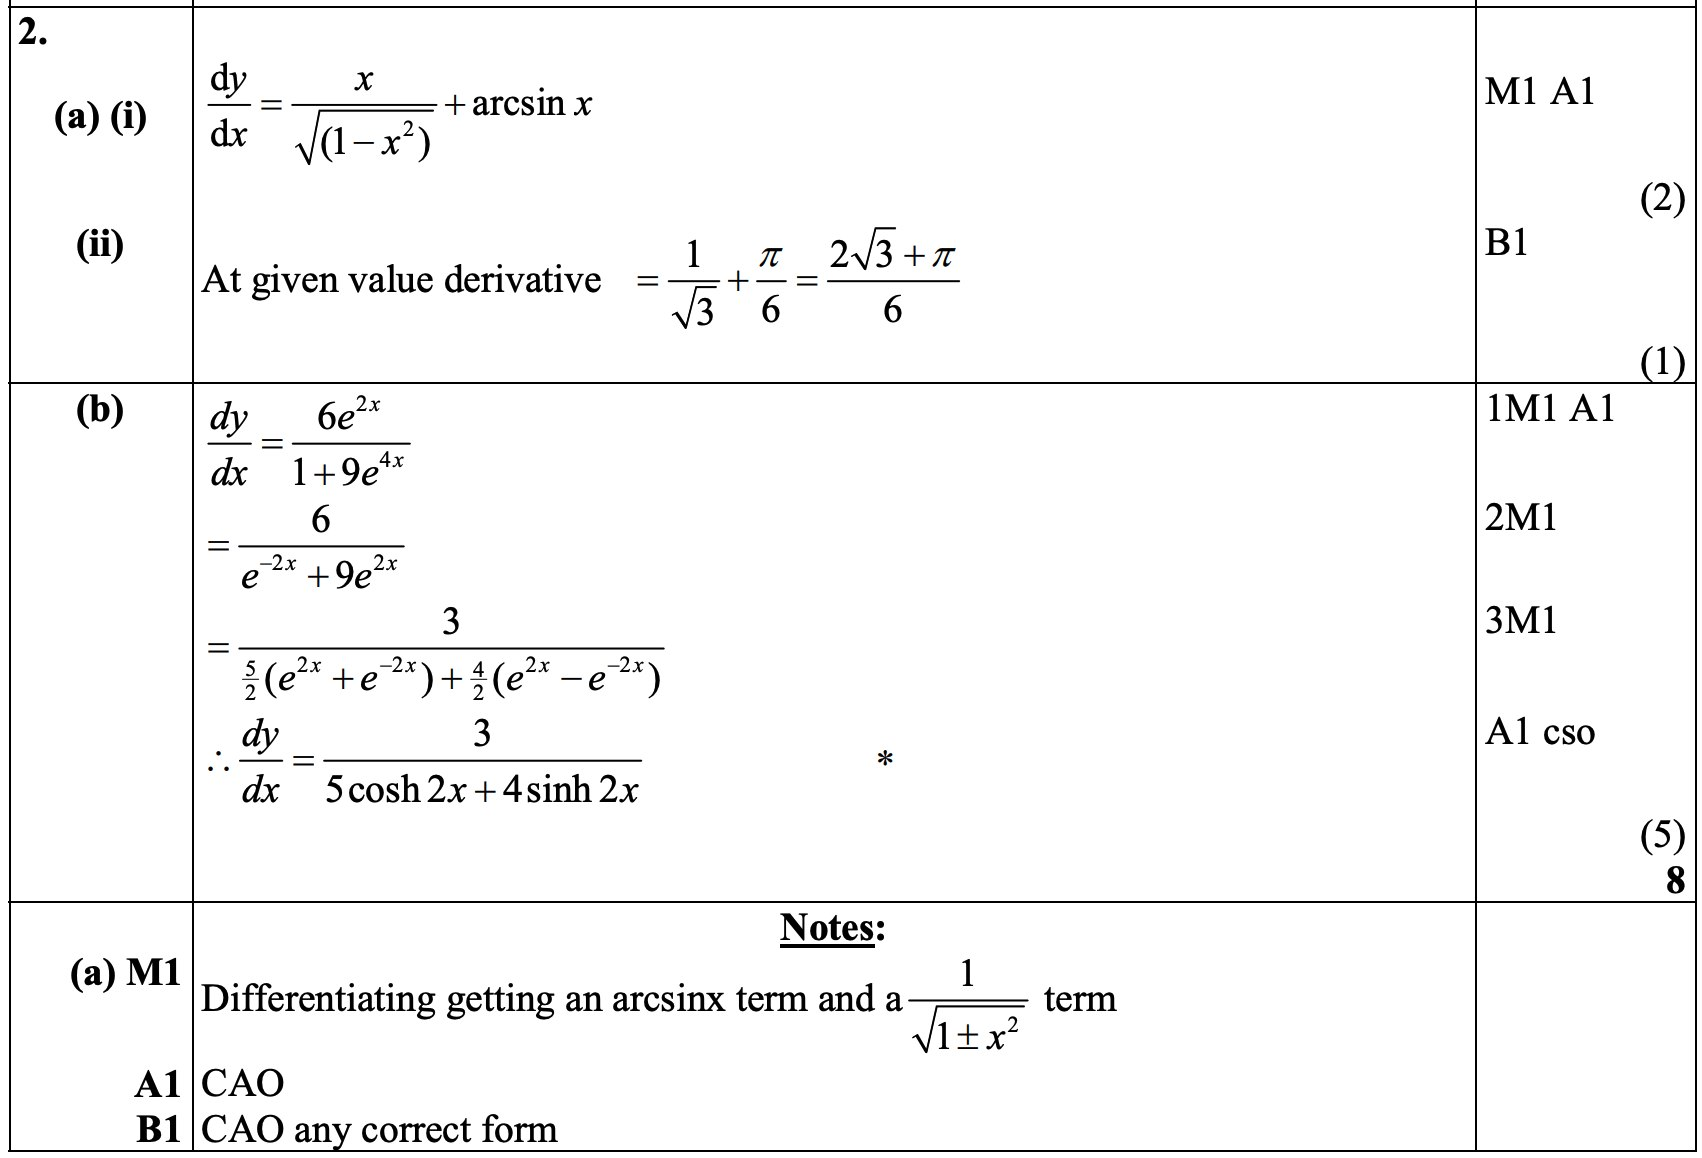 2.
(a) (i) dy/dx = x/√(1−x²) + arcsin x M1 A1
(2)
(ii) At given value derivative = 1/√3 + π/6 = (2√3 + π)/6 B1
(1)
(b) dy/dx = 6e^{2x}/(1+9e^{4x}) 1M1 A1
= 6/(e^{−2x} + 9e^{2x}) 2M1
= 3/(5/2(e^{2x} + e^{−2x}) + 4/2(e^{2x} − e^{−2x})) 3M1
∴ dy/dx = 3/(5cosh 2x + 4sinh 2x) * A1 cso
(5)
8
Notes:
(a) M1 Differentiating getting an arcsinx term and a 1/√(1±x²) term
A1 CAO
B1 CAO any correct form